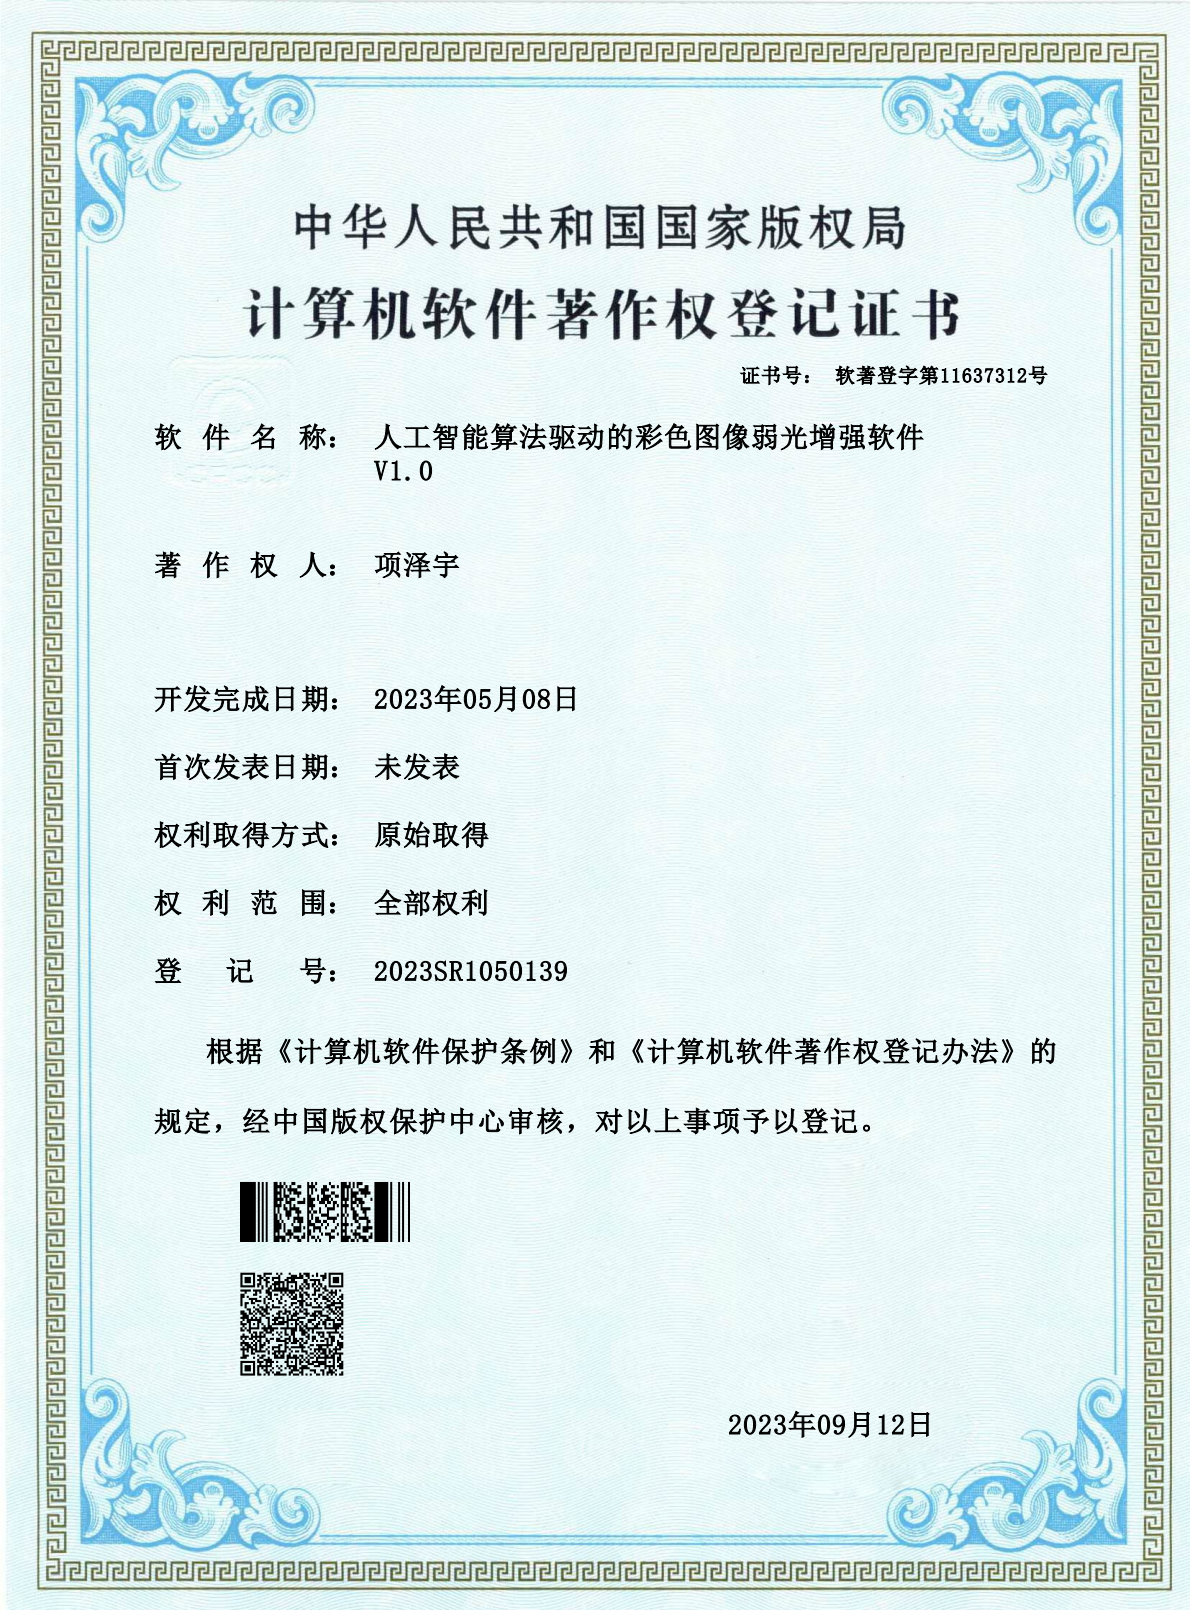 中华人民共和国国家版权局
计算机软件著作权登记证书
证书号： 软著登字第11637312号
软件名称： 人工智能算法驱动的彩色图像弱光增强软件
V1.0
著作权人： 项泽宇
开发完成日期： 2023年05月08日
首次发表日期： 未发表
权利取得方式： 原始取得
权利范围： 全部权利
登记号： 2023SR1050139
根据《计算机软件保护条例》和《计算机软件著作权登记办法》的
规定，经中国版权保护中心审核，对以上事项予以登记。
2023年09月12日